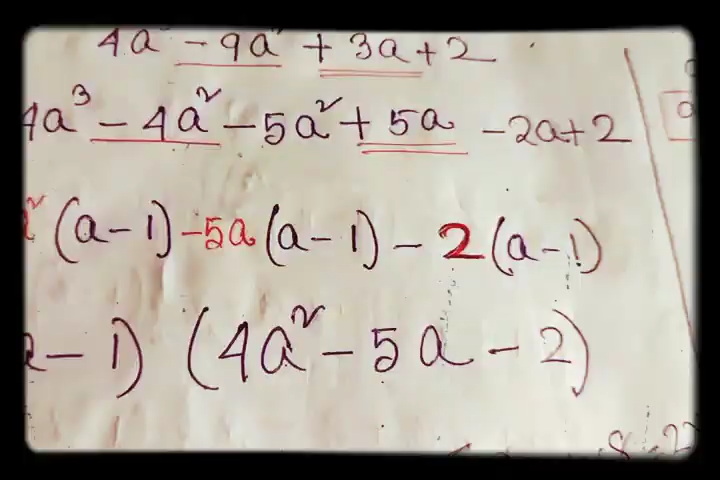 4a³ - 9a² + 3a + 2
4a³ - 4a² - 5a² + 5a - 2a + 2
² (a - 1) - 5a (a - 1) - 2 (a - 1)
a - 1) (4a² - 5a - 2)